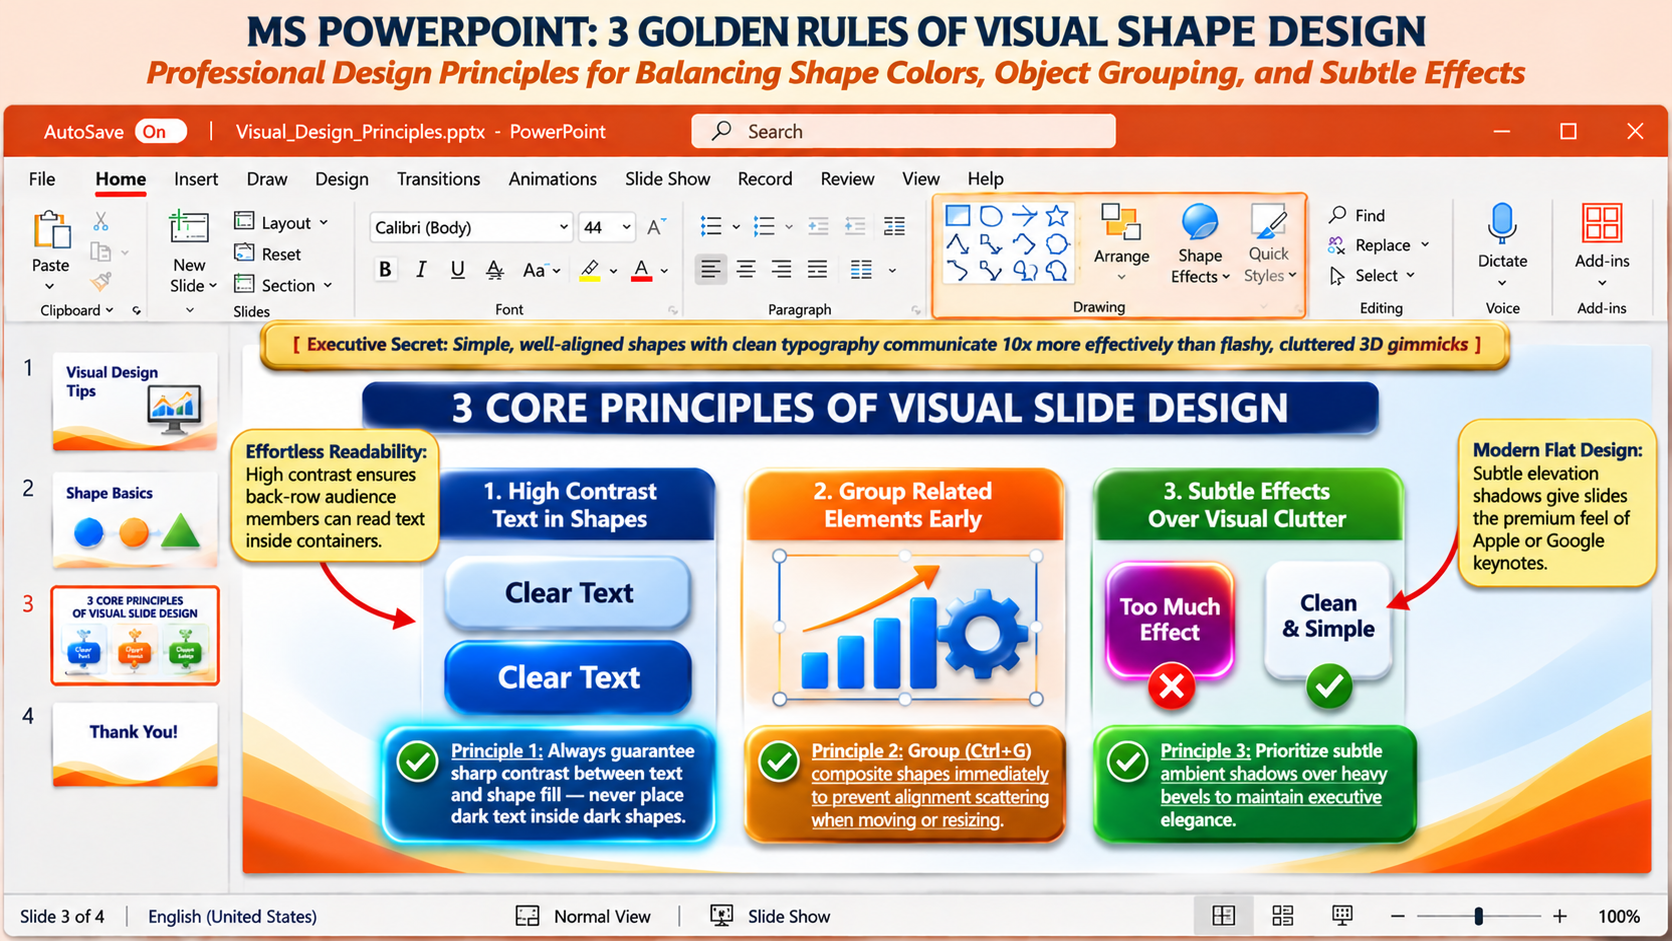 MS POWERPOINT: 3 GOLDEN RULES OF VISUAL SHAPE DESIGN
Professional Design Principles for Balancing Shape Colors, Object Grouping, and Subtle Effects
AutoSave On | Visual_Design_Principles.pptx - PowerPoint
Search
File Home Insert Draw Design Transitions Animations Slide Show Record Review View Help
Paste
Clipboard
New
Slide
Layout
Reset
Section
Slides
Calibri (Body)
44
A
B I U A Aa A
Font
Paragraph
Arrange
Shape
Effects
Quick
Styles
Drawing
Find
Replace
Select
Editing
Dictate
Voice
Add-ins
Add-ins
[ Executive Secret: Simple, well-aligned shapes with clean typography communicate 10x more effectively than flashy, cluttered 3D gimmicks ]
1
Visual Design
Tips
2
Shape Basics
3
3 CORE PRINCIPLES
OF VISUAL SLIDE DESIGN
4
Thank You!
3 CORE PRINCIPLES OF VISUAL SLIDE DESIGN
Effortless Readability:
High contrast ensures
back-row audience
members can read text
inside containers.
1. High Contrast
Text in Shapes
Clear Text
Clear Text
Principle 1: Always guarantee
sharp contrast between text
and shape fill — never place
dark text inside dark shapes.
2. Group Related
Elements Early
Principle 2: Group (Ctrl+G)
composite shapes immediately
to prevent alignment scattering
when moving or resizing.
3. Subtle Effects
Over Visual Clutter
Too Much
Effect
Clean
& Simple
Principle 3: Prioritize subtle
ambient shadows over heavy
bevels to maintain executive
elegance.
Modern Flat Design:
Subtle elevation
shadows give slides
the premium feel of
Apple or Google
keynotes.
Slide 3 of 4 | English (United States)
Normal View | Slide Show
100%